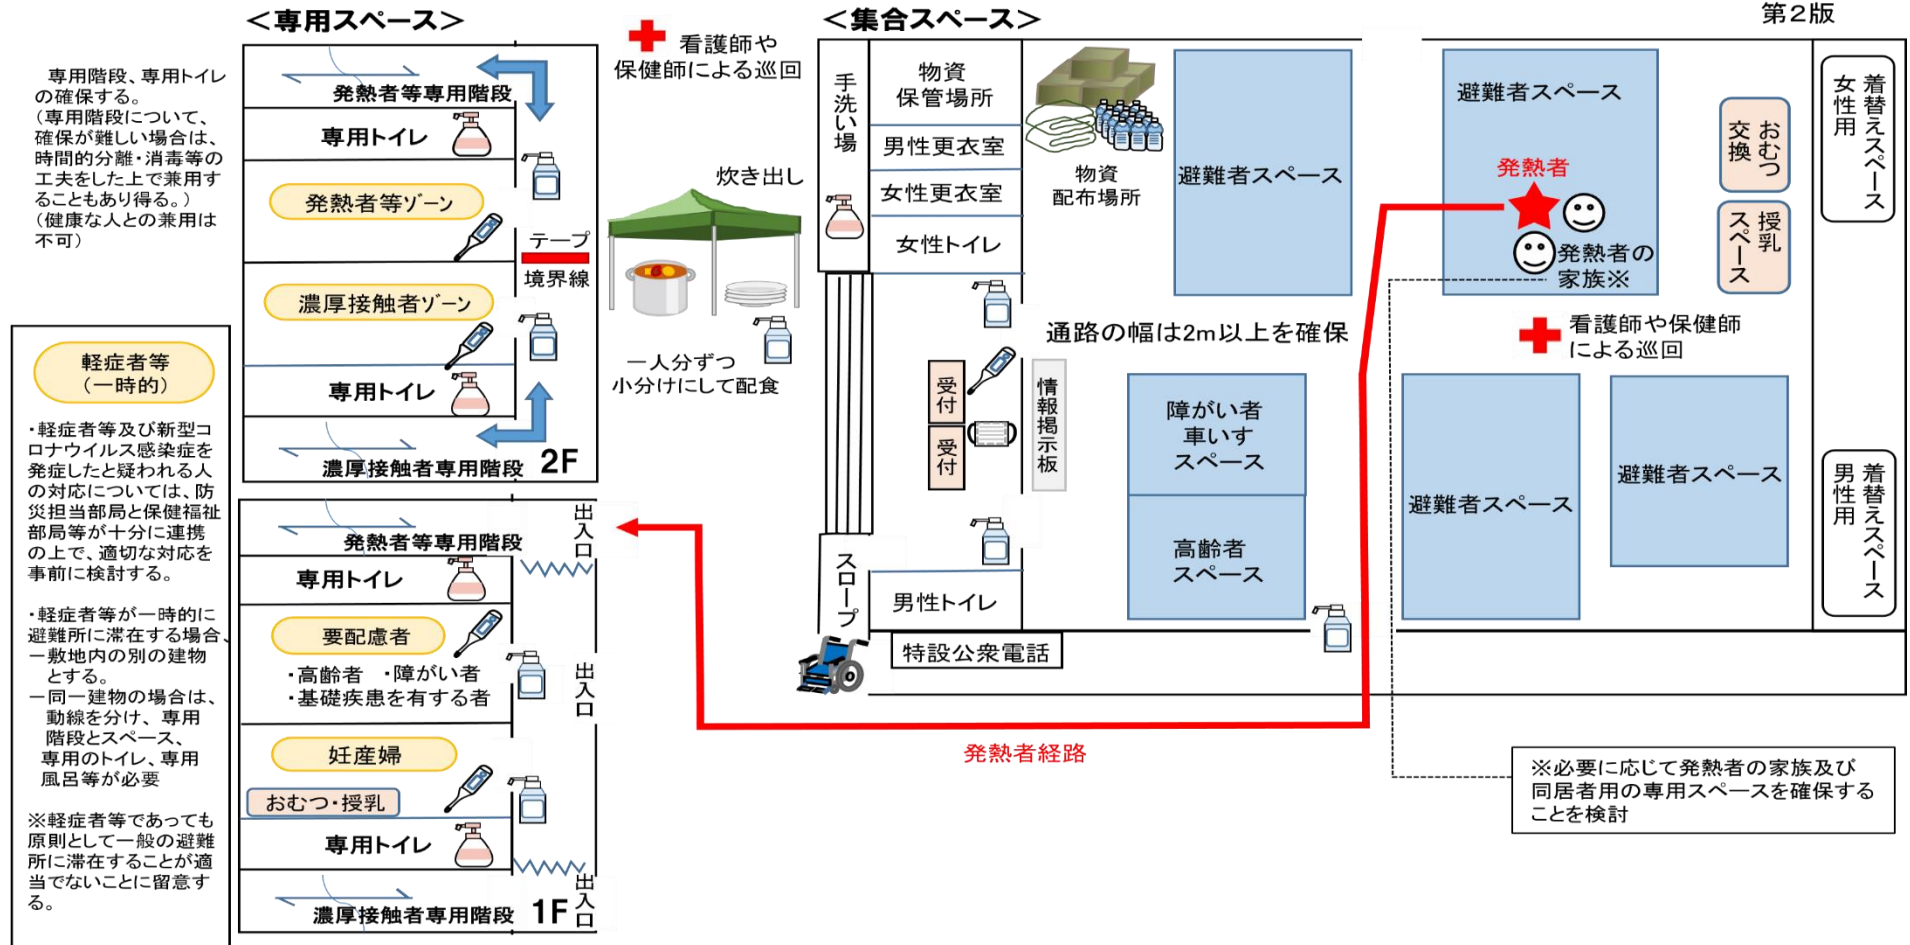 ＜専用スペース＞
＜集合スペース＞
第２版
専用階段、専用トイレ
の確保する。
（専用階段について、
確保が難しい場合は、
時間的分離・消毒等の
工夫をした上で兼用す
ることもあり得る。）
（健康な人との兼用は
不可）
軽症者等
（一時的）
・軽症者等及び新型コ
ロナウイルス感染症を
発症したと疑われる人
の対応については、防
災担当部局と保健福祉
部局等が十分に連携
の上で、適切な対応を
事前に検討する。
・軽症者等が一時的に
避難所に滞在する場合、
－敷地内の別の建物
とする。
－同一建物の場合は、
動線を分け、専用
階段とスペース、
専用のトイレ、専用
風呂等が必要
※軽症者等であっても
原則として一般の避難
所に滞在することが適
当でないことに留意す
る。
発熱者等専用階段
専用トイレ
発熱者等ゾーン
テープ
境界線
濃厚接触者ゾーン
専用トイレ
濃厚接触者専用階段
2F
発熱者等専用階段
出入口
専用トイレ
要配慮者
・高齢者　・障がい者
・基礎疾患を有する者
出入口
妊産婦
おむつ・授乳
専用トイレ
濃厚接触者専用階段
1F
出入口
看護師や
保健師による巡回
炊き出し
一人分ずつ
小分けにして配食
手洗い場
物資
保管場所
男性更衣室
女性更衣室
女性トイレ
物資
配布場所
避難者スペース
避難者スペース
発熱者
発熱者の
家族※
おむつ
交換
授乳
スペース
着替えスペース
女性用
通路の幅は2m以上を確保
看護師や保健師
による巡回
受付
受付
情報掲示板
障がい者
車いす
スペース
高齢者
スペース
避難者スペース
避難者スペース
着替えスペース
男性用
スロープ
男性トイレ
特設公衆電話
発熱者経路
※必要に応じて発熱者の家族及び
同居者用の専用スペースを確保する
ことを検討